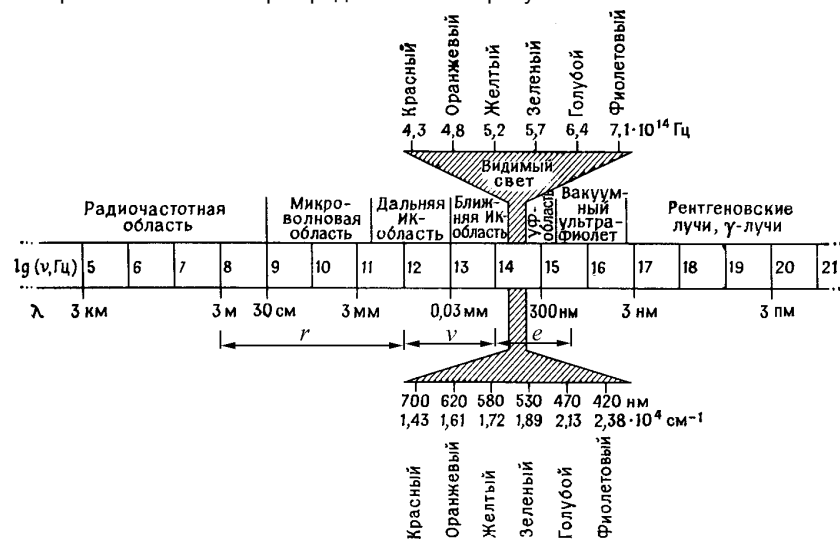 Красный
Оранжевый
Желтый
Зеленый
Голубой
Фиолетовый
4,3 4,8 5,2 5,7 6,4 7,1·10¹⁴ Гц
Видимый
свет
Радиочастотная
область
Микро-
волновая
область
Дальняя
ИК-
область
Ближ-
няя ИК-
область
УФ-
область
Вакуум-
ный
ультра-
фиолет
Рентгеновские
лучи, γ-лучи
lg (ν, Гц) 5 6 7 8 9 10 11 12 13 14 15 16 17 18 19 20 21
λ 3 км 3 м 30 см 3 мм 0,03 мм 300 нм 3 нм 3 пм
r v e
700 620 580 530 470 420 нм
1,43 1,61 1,72 1,89 2,13 2,38·10⁴ см⁻¹
Красный
Оранжевый
Желтый
Зеленый
Голубой
Фиолетовый